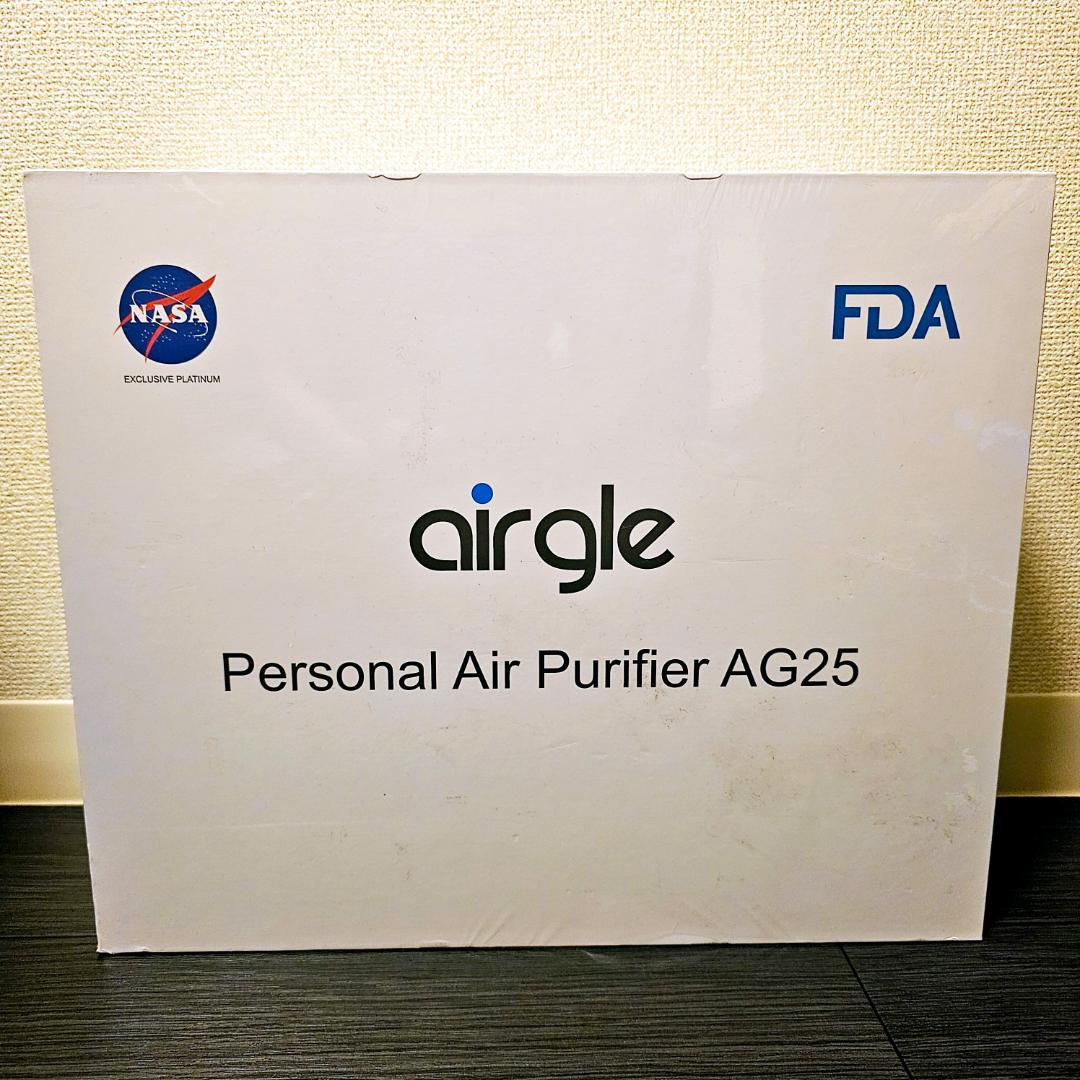 NASA
EXCLUSIVE PLATINUM
FDA
airgle
Personal Air Purifier AG25